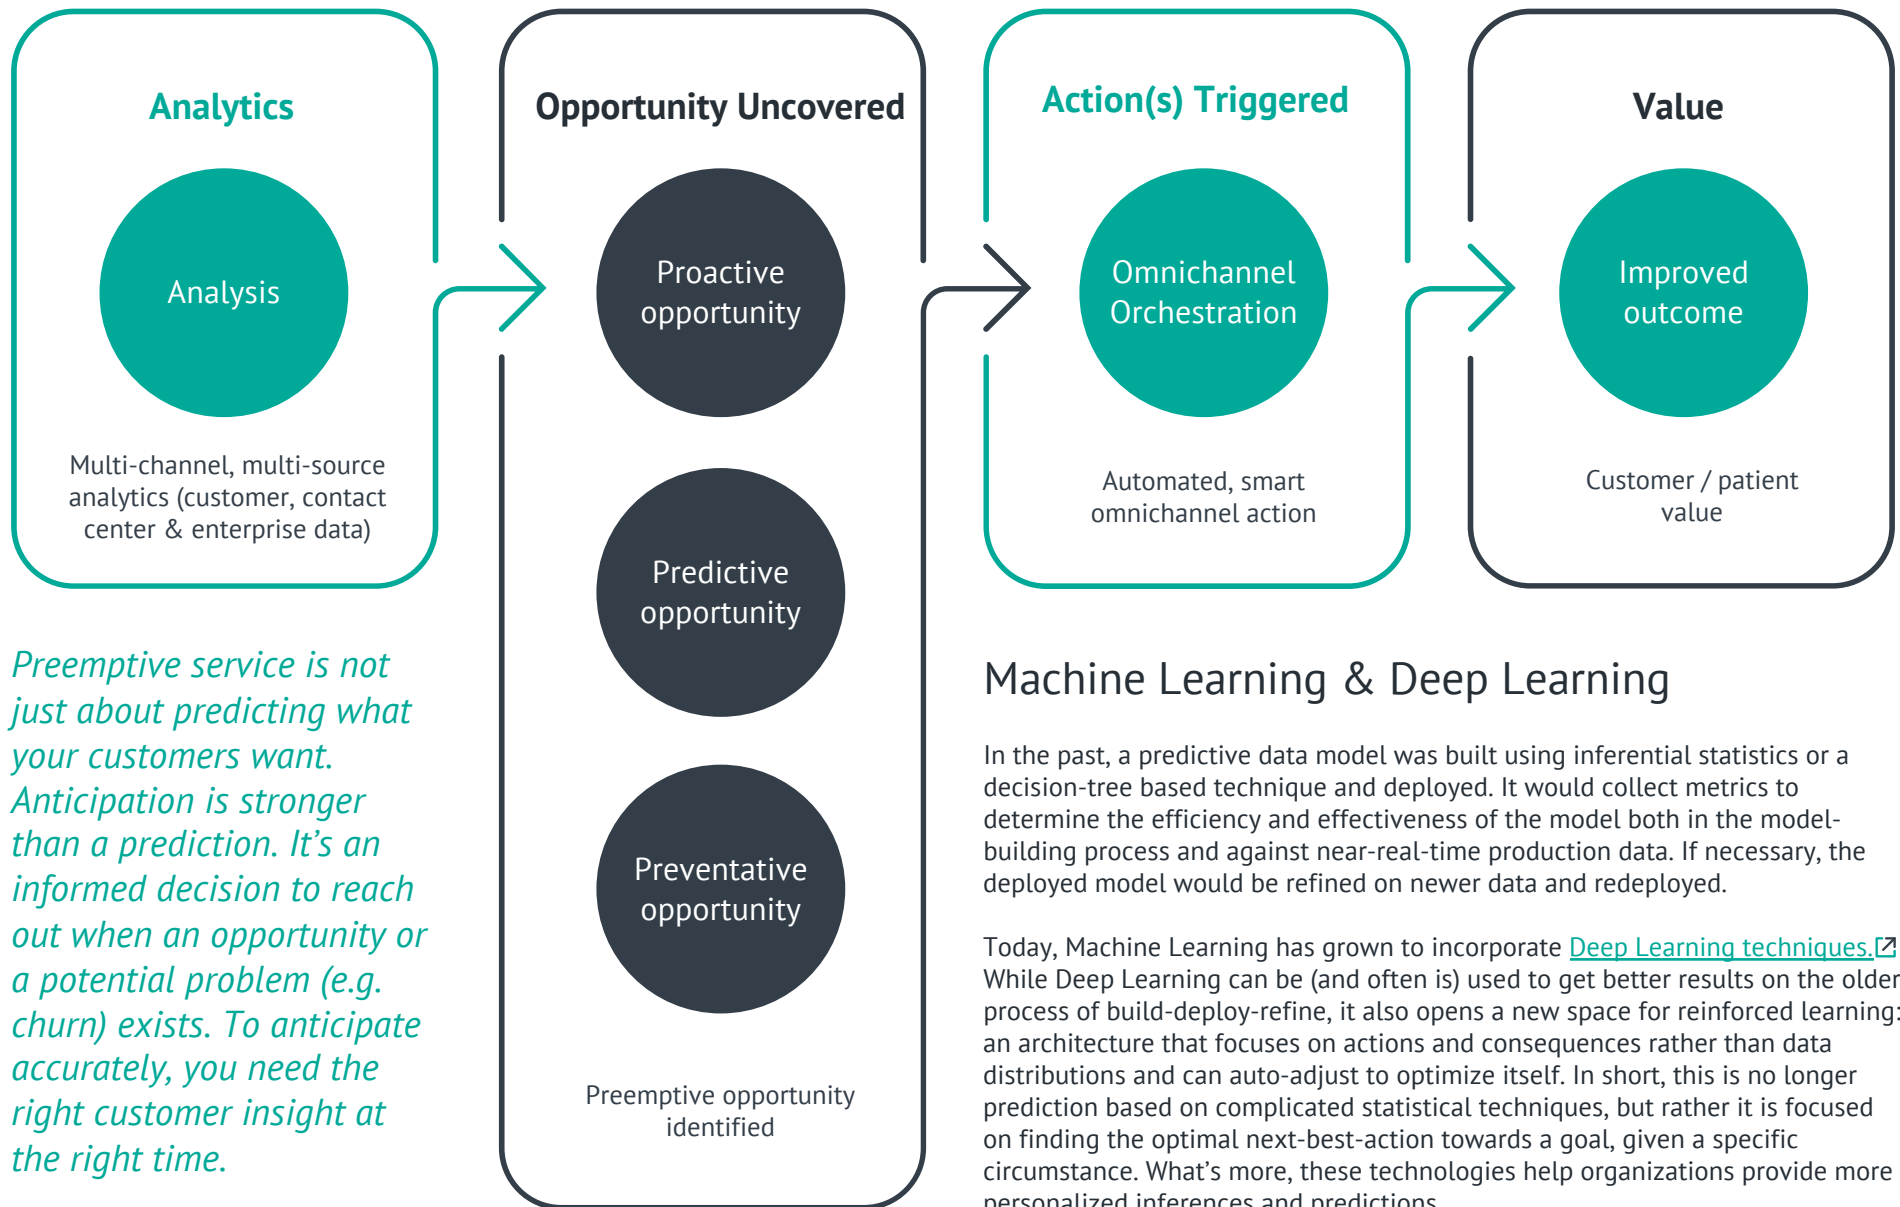 Analytics
Analysis
Multi-channel, multi-source
analytics (customer, contact
center & enterprise data)
Opportunity Uncovered
Proactive
opportunity
Predictive
opportunity
Preventative
opportunity
Preemptive opportunity
identified
Action(s) Triggered
Omnichannel
Orchestration
Automated, smart
omnichannel action
Value
Improved
outcome
Customer / patient
value
Preemptive service is not
just about predicting what
your customers want.
Anticipation is stronger
than a prediction. It’s an
informed decision to reach
out when an opportunity or
a potential problem (e.g.
churn) exists. To anticipate
accurately, you need the
right customer insight at
the right time.
Machine Learning & Deep Learning
In the past, a predictive data model was built using inferential statistics or a
decision-tree based technique and deployed. It would collect metrics to
determine the efficiency and effectiveness of the model both in the model-
building process and against near-real-time production data. If necessary, the
deployed model would be refined on newer data and redeployed.
Today, Machine Learning has grown to incorporate Deep Learning techniques.
While Deep Learning can be (and often is) used to get better results on the older
process of build-deploy-refine, it also opens a new space for reinforced learning:
an architecture that focuses on actions and consequences rather than data
distributions and can auto-adjust to optimize itself. In short, this is no longer
prediction based on complicated statistical techniques, but rather it is focused
on finding the optimal next-best-action towards a goal, given a specific
circumstance. What’s more, these technologies help organizations provide more
personalized inferences and predictions.